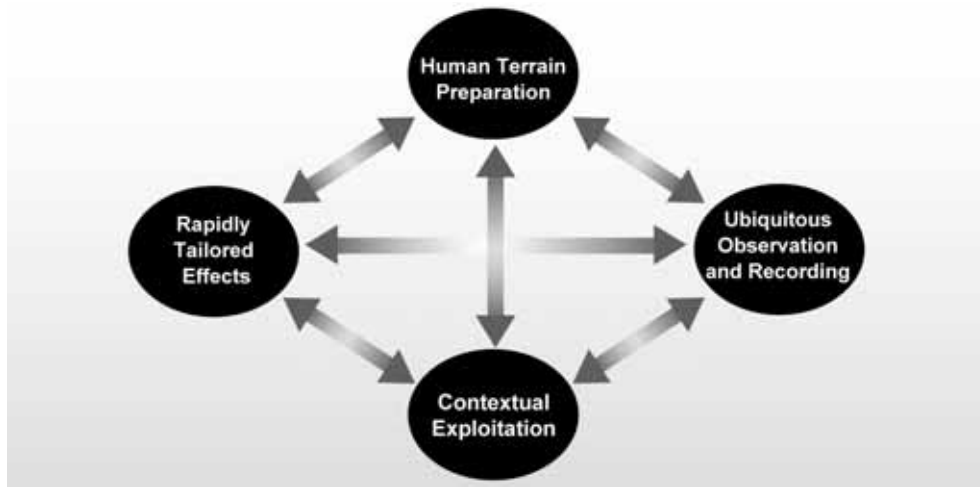 Human Terrain
Preparation
Rapidly
Tailored
Effects
Ubiquitous
Observation
and Recording
Contextual
Exploitation